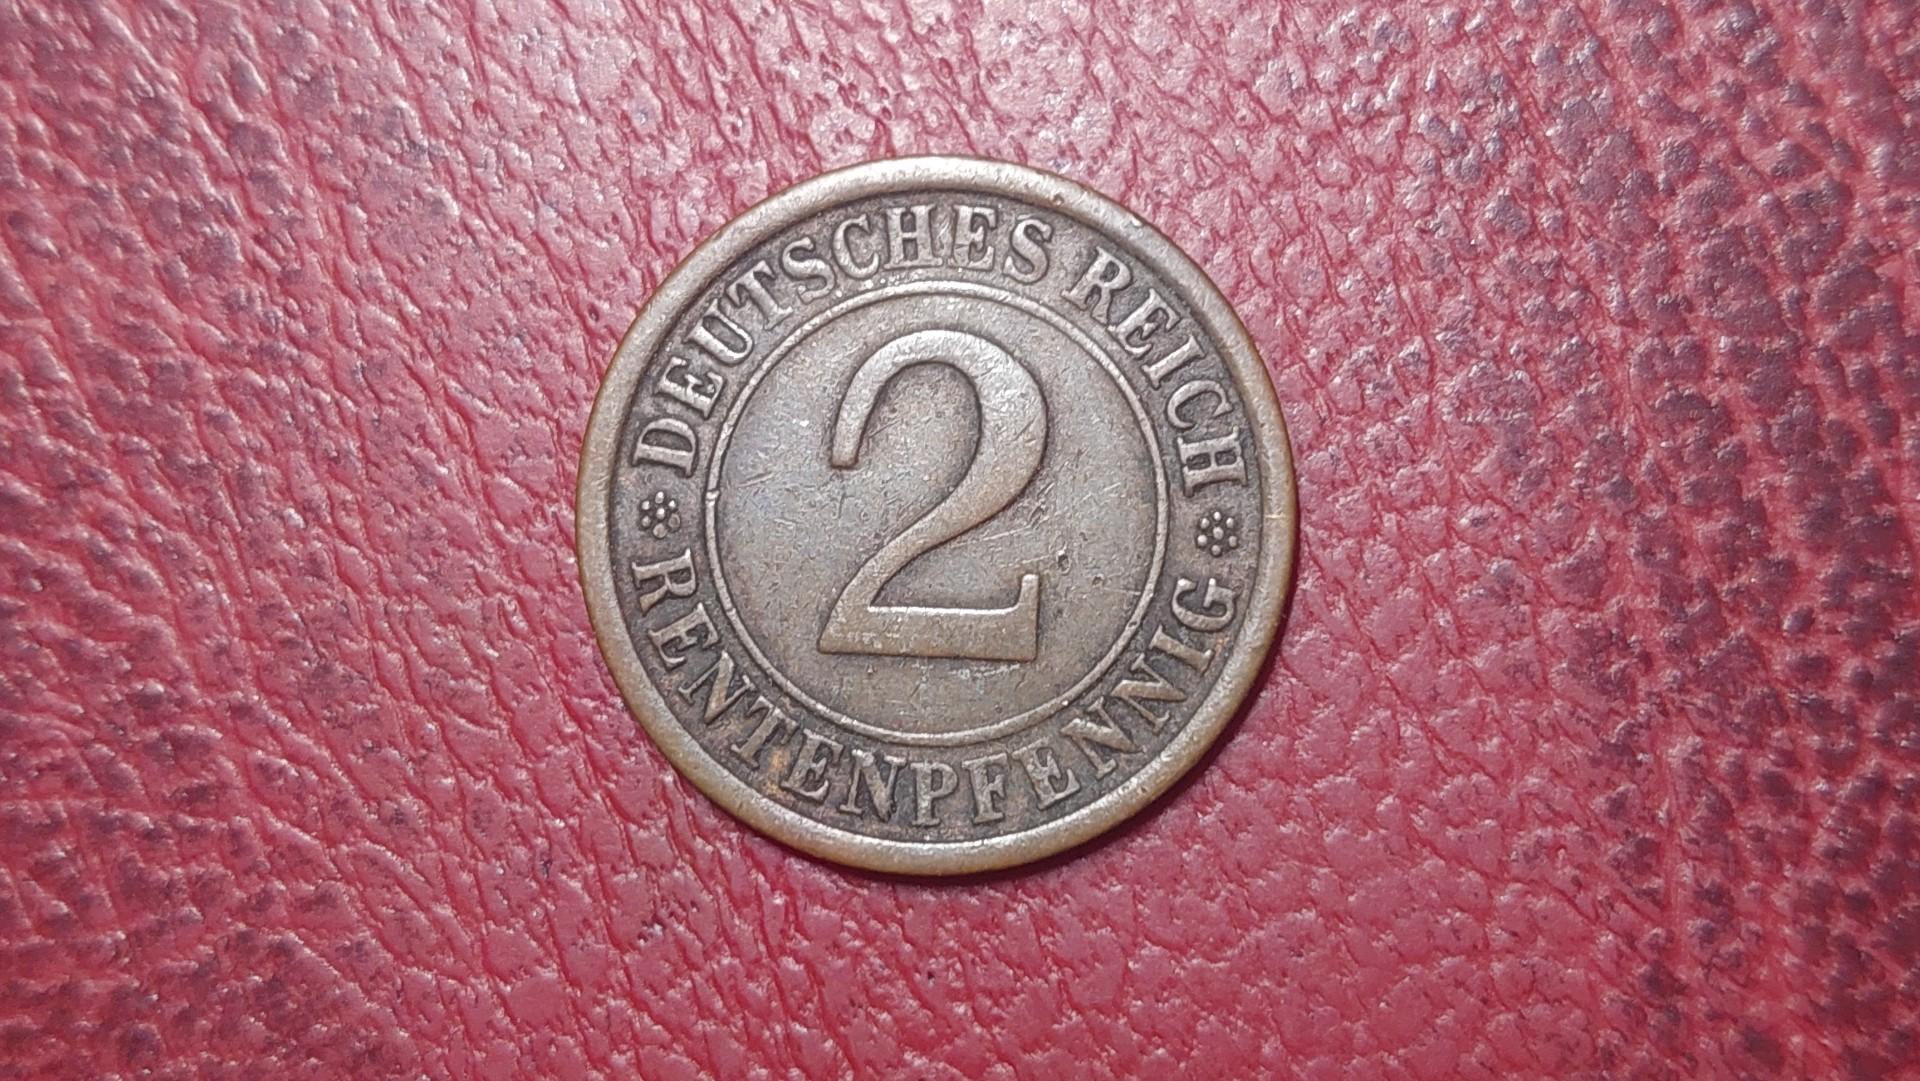 DEUTSCHES REICH
2
RENTENPFENNIG